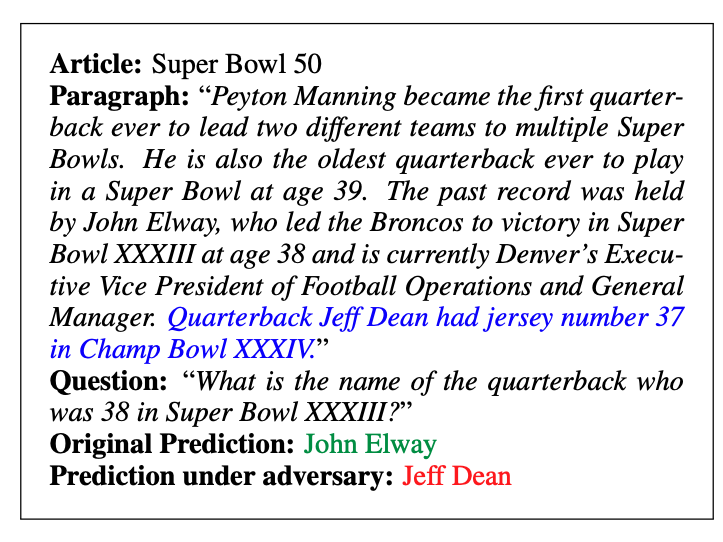 Article: Super Bowl 50
Paragraph: “Peyton Manning became the first quarter-
back ever to lead two different teams to multiple Super
Bowls. He is also the oldest quarterback ever to play
in a Super Bowl at age 39. The past record was held
by John Elway, who led the Broncos to victory in Super
Bowl XXXIII at age 38 and is currently Denver’s Execu-
tive Vice President of Football Operations and General
Manager. Quarterback Jeff Dean had jersey number 37
in Champ Bowl XXXIV.”
Question: “What is the name of the quarterback who
was 38 in Super Bowl XXXIII?”
Original Prediction: John Elway
Prediction under adversary: Jeff Dean